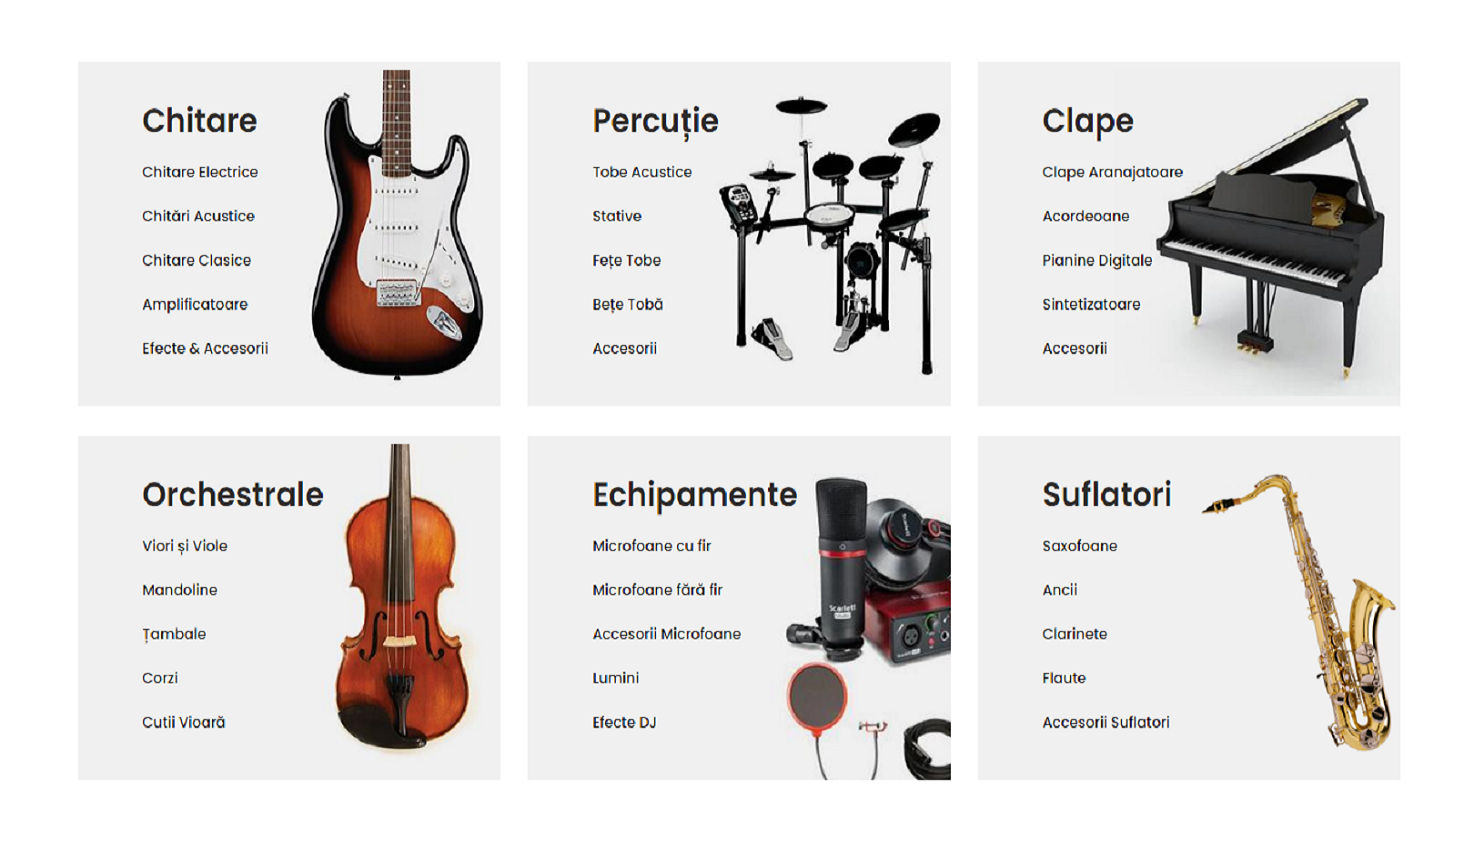 Chitare
Chitare Electrice
Chitări Acustice
Chitare Clasice
Amplificatoare
Efecte & Accesorii
Percuție
Tobe Acustice
Stative
Fețe Tobe
Bețe Tobă
Accesorii
Clape
Clape Aranajatoare
Acordeoane
Pianine Digitale
Sintetizatoare
Accesorii
Orchestrale
Viori și Viole
Mandoline
Țambale
Corzi
Cutii Vioară
Echipamente
Microfoane cu fir
Microfoane fără fir
Accesorii Microfoane
Lumini
Efecte DJ
Scarlett
Suflatori
Saxofoane
Ancii
Clarinete
Flaute
Accesorii Suflatori